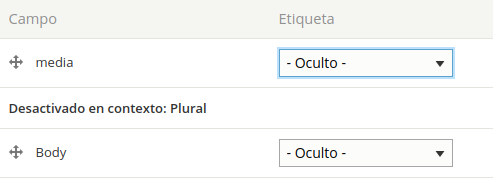 Campo Etiqueta
media - Oculto -
Desactivado en contexto: Plural
Body - Oculto -